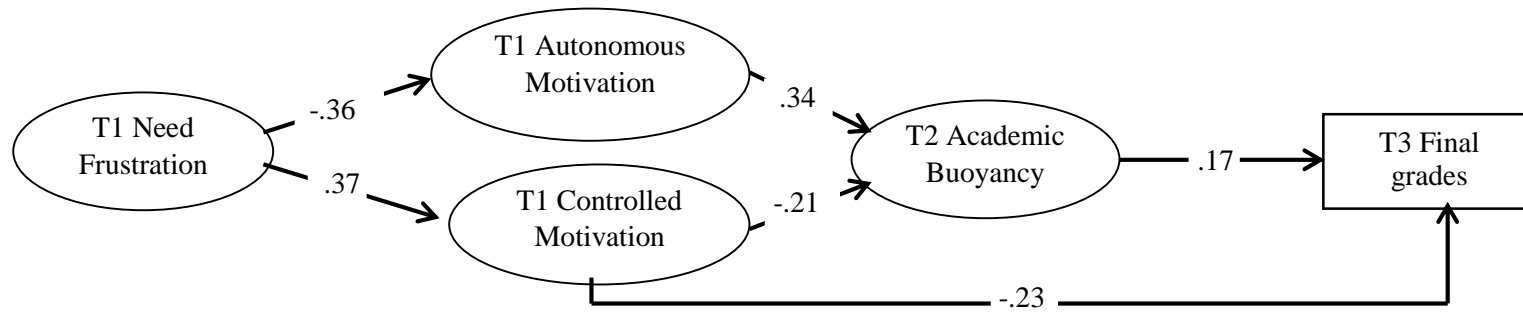 T1 Autonomous
Motivation
-.36
.34
T1 Need
Frustration
T2 Academic
Buoyancy
.17
T3 Final
grades
.37
T1 Controlled
Motivation
-.21
-.23